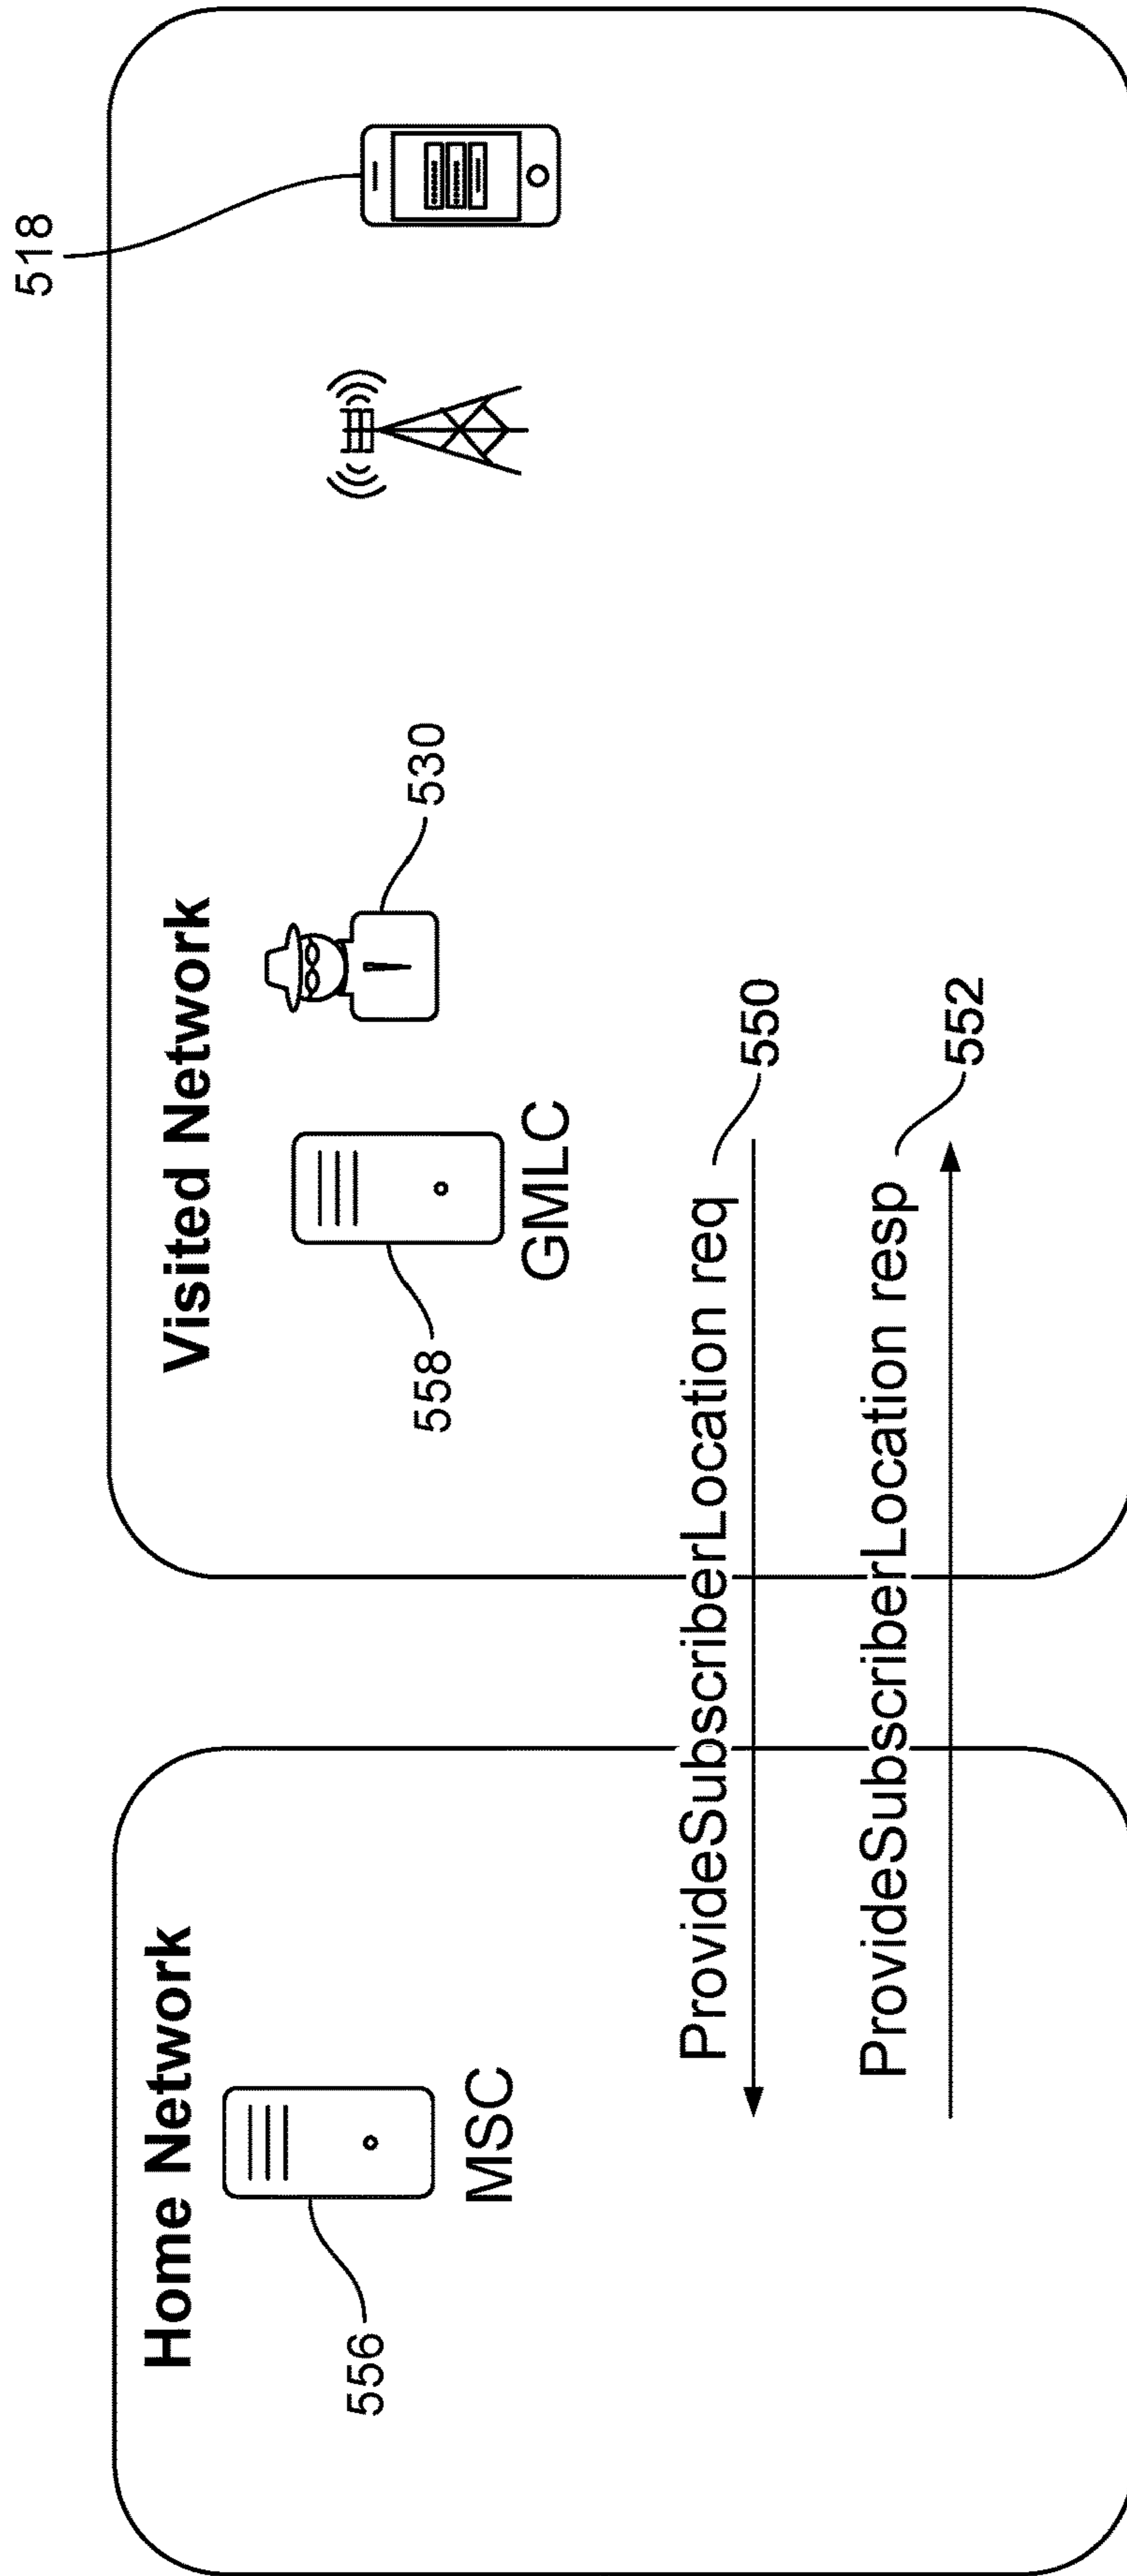 Home Network
Visited Network
518
530
556
MSC
558
GMLC
ProvideSubscriberLocation req
550
ProvideSubscriberLocation resp
552